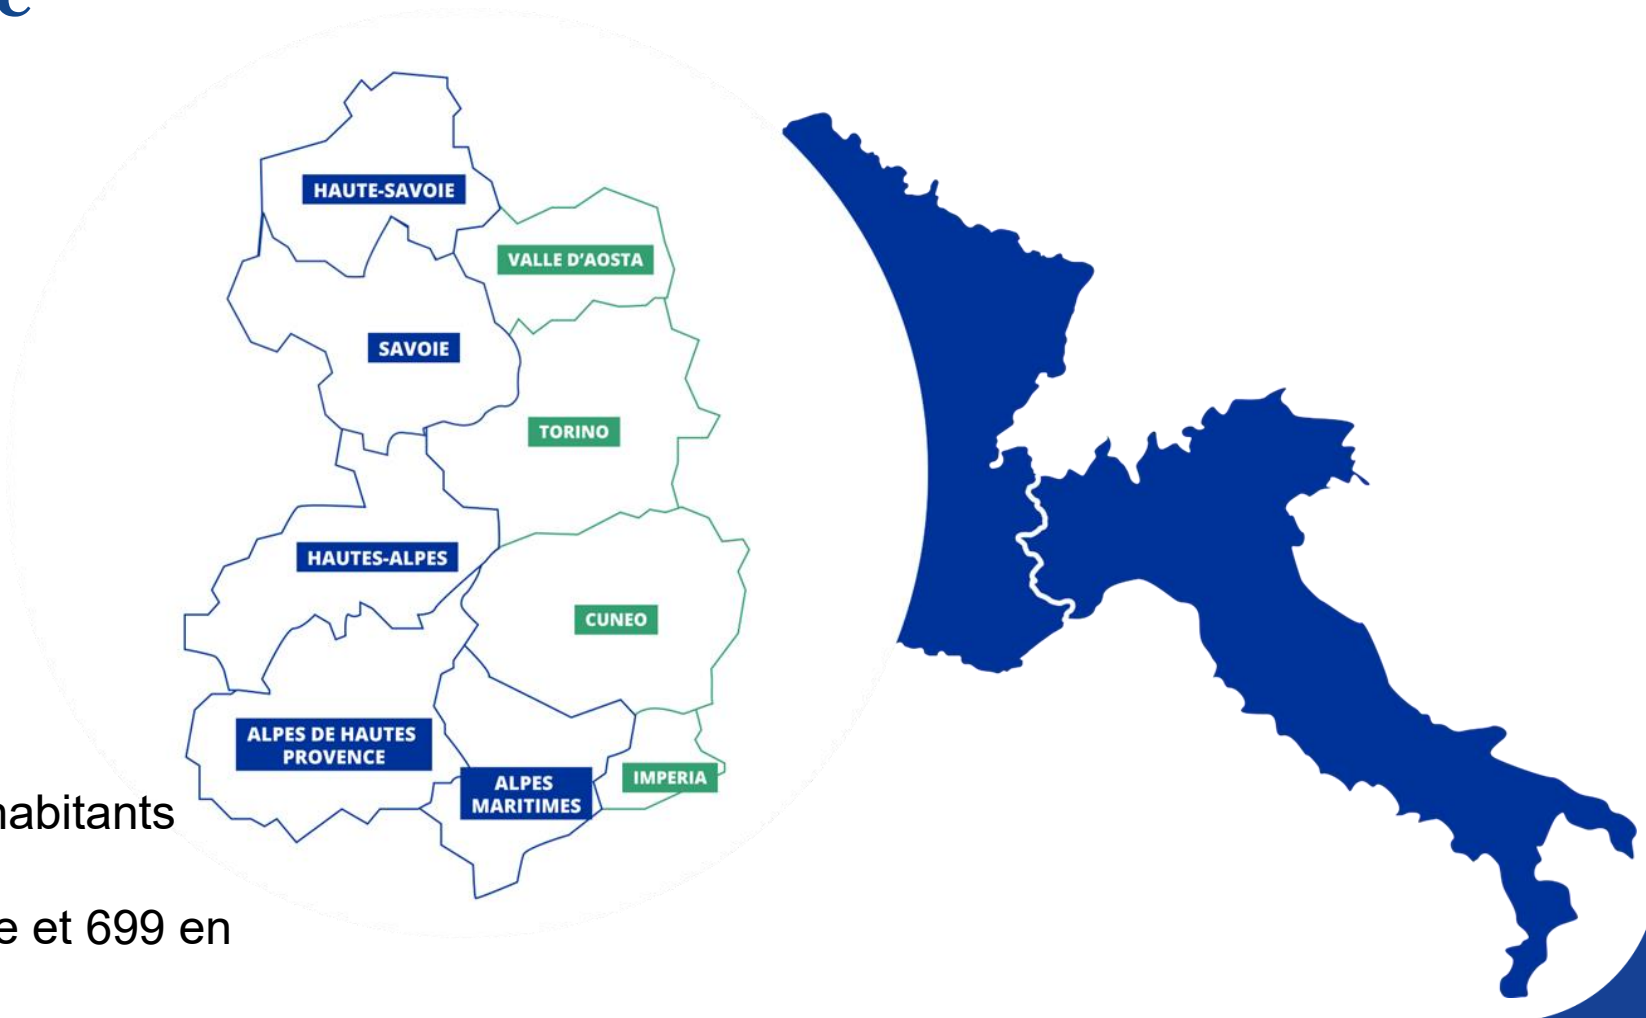 HAUTE-SAVOIE
VALLE D'AOSTA
SAVOIE
TORINO
HAUTES-ALPES
CUNEO
ALPES DE HAUTES
PROVENCE
ALPES
MARITIMES
IMPERIA
habitants
e et 699 en